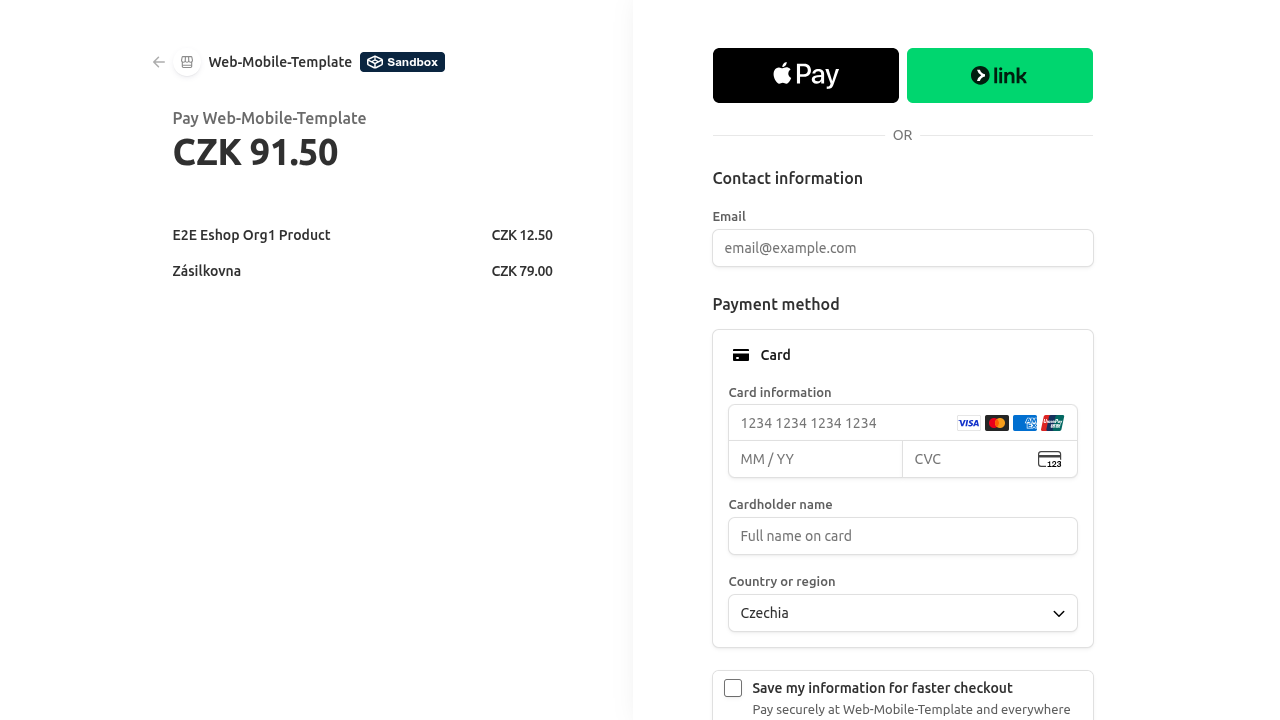 Web-Mobile-Template Sandbox
Pay Web-Mobile-Template
CZK 91.50
E2E Eshop Org1 Product CZK 12.50
Zásilkovna CZK 79.00
Pay link
OR
Contact information
Email
email@example.com
Payment method
Card
Card information
1234 1234 1234 1234 VISA AM EX UnionPay
MM / YY CVC 123
Cardholder name
Full name on card
Country or region
Czechia
Save my information for faster checkout
Pay securely at Web-Mobile-Template and everywhere